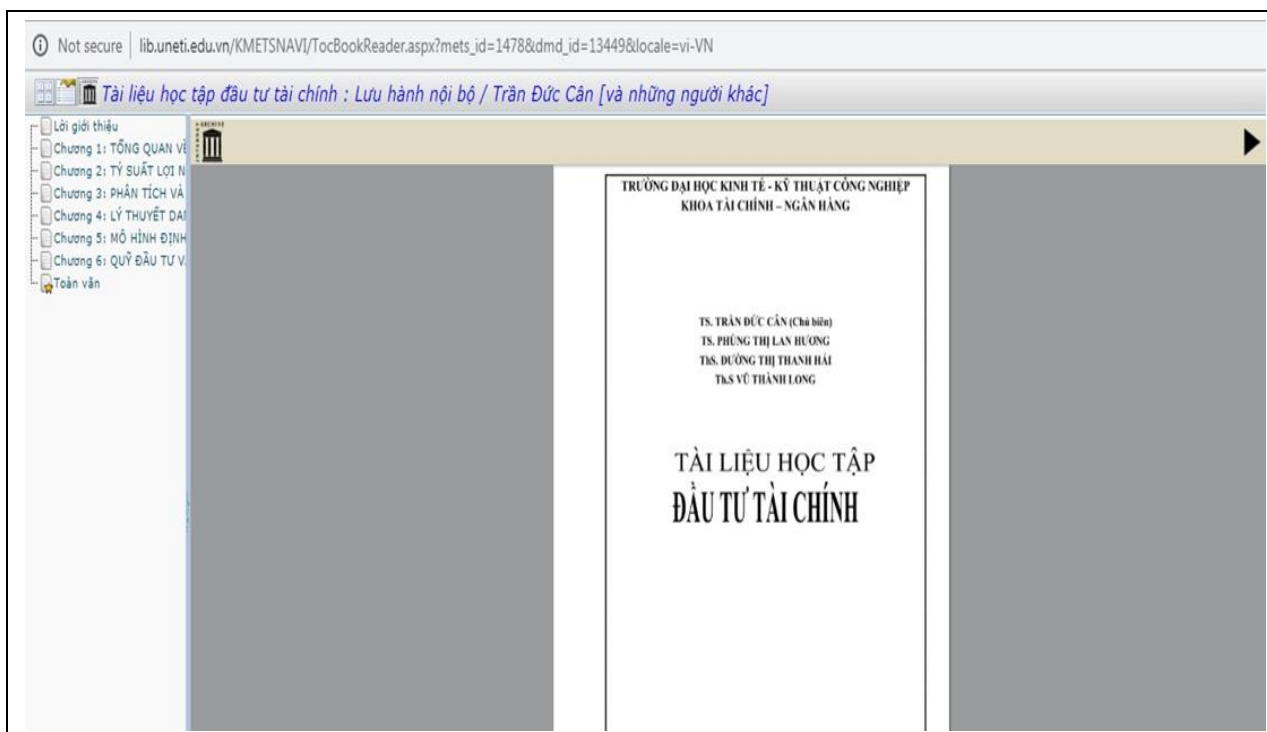 Not secure lib.uneti.edu.vn/KMETSNAVI/TocBookReader.aspx?mets_id=1478&dmd_id=13449&locale=vi-VN
Tài liệu học tập đầu tư tài chính : Lưu hành nội bộ / Trần Đức Cân [và những người khác]
Lời giới thiệu
Chương 1: TỔNG QUAN VỀ
Chương 2: TỶ SUẤT LỢI N
Chương 3: PHÂN TÍCH VÀ
Chương 4: LÝ THUYẾT DAN
Chương 5: MÔ HÌNH ĐỊNH
Chương 6: QUỸ ĐẦU TƯ V
Toàn văn
TRƯỜNG ĐẠI HỌC KINH TẾ - KỸ THUẬT CÔNG NGHIỆP
KHOA TÀI CHÍNH – NGÂN HÀNG
TS. TRẦN ĐỨC CÂN (Chủ biên)
TS. PHÙNG THỊ LAN HƯƠNG
ThS. ĐƯỜNG THỊ THANH HẢI
Th.S VŨ THÀNH LONG
TÀI LIỆU HỌC TẬP
ĐẦU TƯ TÀI CHÍNH